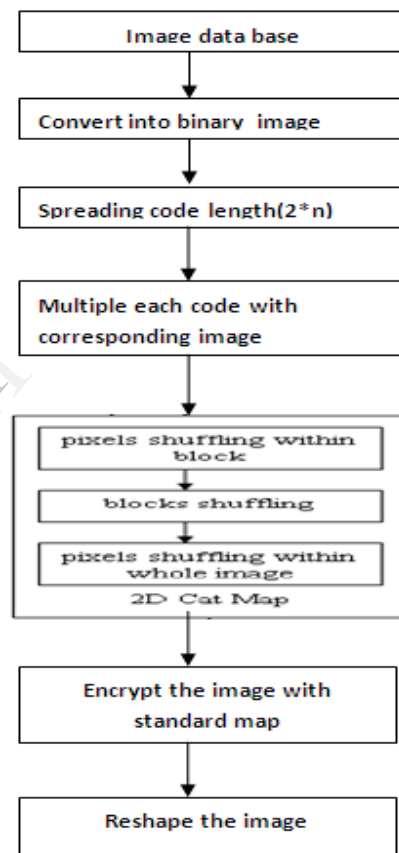 Image data base
Convert into binary image
Spreading code length(2*n)
Multiple each code with
corresponding image
pixels shuffling within
block
blocks shuffling
pixels shuffling within
whole image
2D Cat Map
Encrypt the image with
standard map
Reshape the image